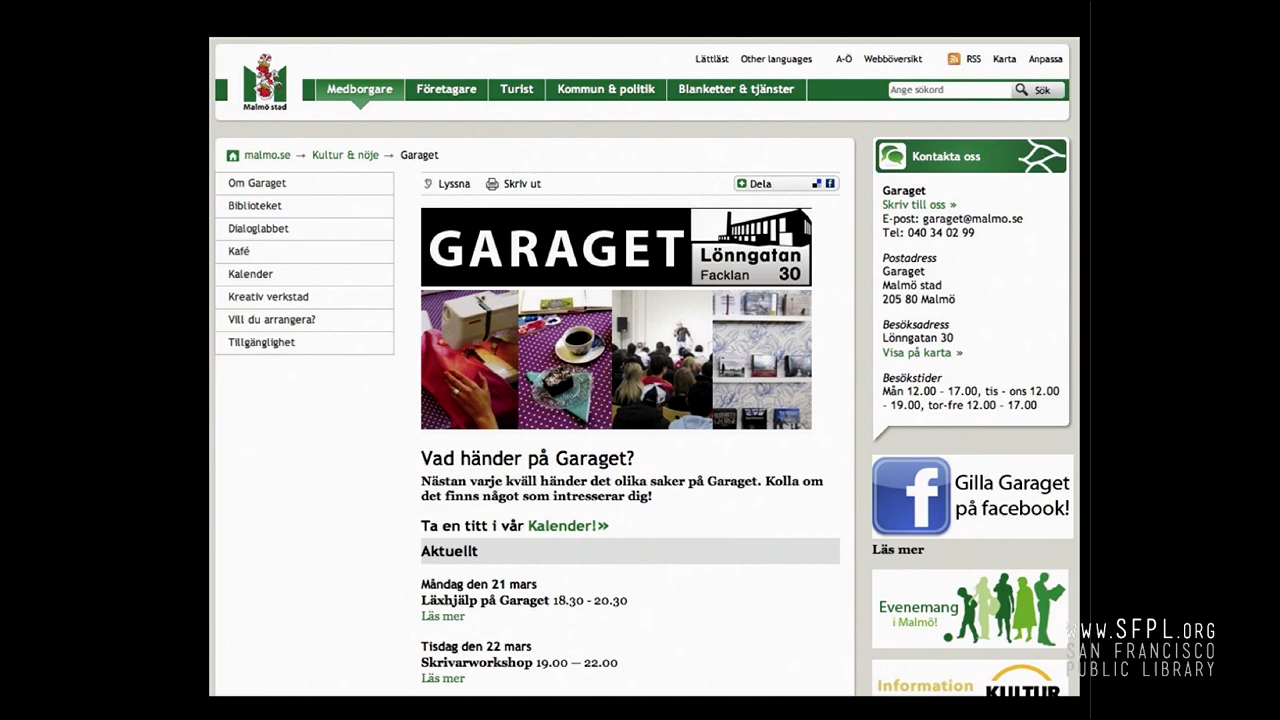 Lättläst Other languages A-Ö Webböversikt RSS Karta Anpassa
Malmö stad
Medborgare Företagare Turist Kommun & politik Blanketter & tjänster
Ange sökord Sök
malmo.se → Kultur & nöje → Garaget
Om Garaget
Biblioteket
Dialoglabbet
Kafé
Kalender
Kreativ verkstad
Vill du arrangera?
Tillgänglighet
Lyssna Skriv ut Dela
GARAGET
Lönngatan
Facklan 30
Vad händer på Garaget?
Nästan varje kväll händer det olika saker på Garaget. Kolla om
det finns något som intresserar dig!
Ta en titt i vår Kalender!»
Aktuellt
Måndag den 21 mars
Läxhjälp på Garaget 18.30 - 20.30
Läs mer
Tisdag den 22 mars
Skrivarworkshop 19.00 — 22.00
Läs mer
Kontakta oss
Garaget
Skriv till oss »
E-post: garaget@malmo.se
Tel: 040 34 02 99
Postadress
Garaget
Malmö stad
205 80 Malmö
Besöksadress
Lönngatan 30
Visa på karta »
Besökstider
Mån 12.00 - 17.00, tis - ons 12.00
- 19.00, tor-fre 12.00 - 17.00
Gilla Garaget
på facebook!
Läs mer
Evenemang
i Malmö!
Information
KULTUR
www.SFPL.ORG
SAN FRANCISCO
PUBLIC LIBRARY